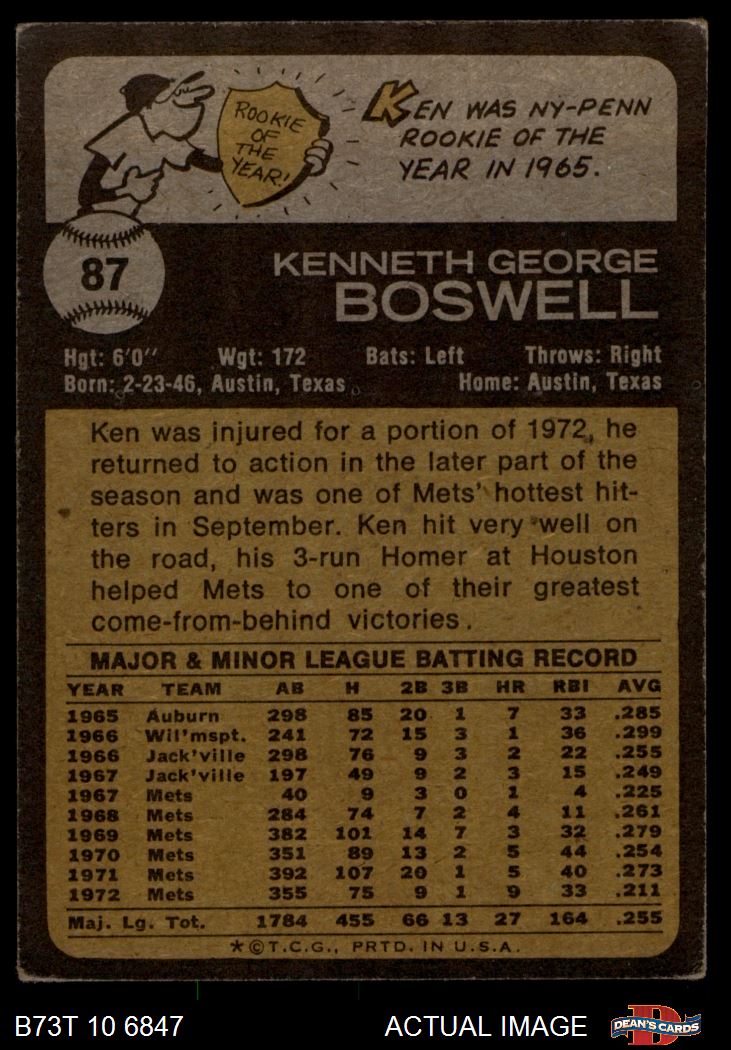 ROOKIE
OF
THE
YEAR!
KEN WAS NY-PENN
ROOKIE OF THE
YEAR IN 1965.
87
KENNETH GEORGE
BOSWELL
Hgt: 6'0" Wgt: 172 Bats: Left Throws: Right
Born: 2-23-46, Austin, Texas Home: Austin, Texas
Ken was injured for a portion of 1972, he
returned to action in the later part of the
season and was one of Mets' hottest hit-
ters in September. Ken hit very well on
the road, his 3-run Homer at Houston
helped Mets to one of their greatest
come-from-behind victories.
MAJOR & MINOR LEAGUE BATTING RECORD
YEAR TEAM AB H 2B 3B HR RBI AVG
1965 Auburn 298 85 20 1 7 33 .285
1966 Wil'mspt. 241 72 15 3 1 36 .299
1966 Jack'ville 298 76 9 3 2 22 .255
1967 Jack'ville 197 49 9 2 3 15 .249
1967 Mets 40 9 3 0 1 4 .225
1968 Mets 284 74 7 2 4 11 .261
1969 Mets 382 101 14 7 3 32 .279
1970 Mets 351 89 13 2 5 44 .254
1971 Mets 392 107 20 1 5 40 .273
1972 Mets 355 75 9 1 9 33 .211
Maj. Lg. Tot. 1784 455 66 13 27 164 .255
*©T.C.G., PRTD. IN U.S.A.
B73T 10 6847 ACTUAL IMAGE
DEAN'S CARDS